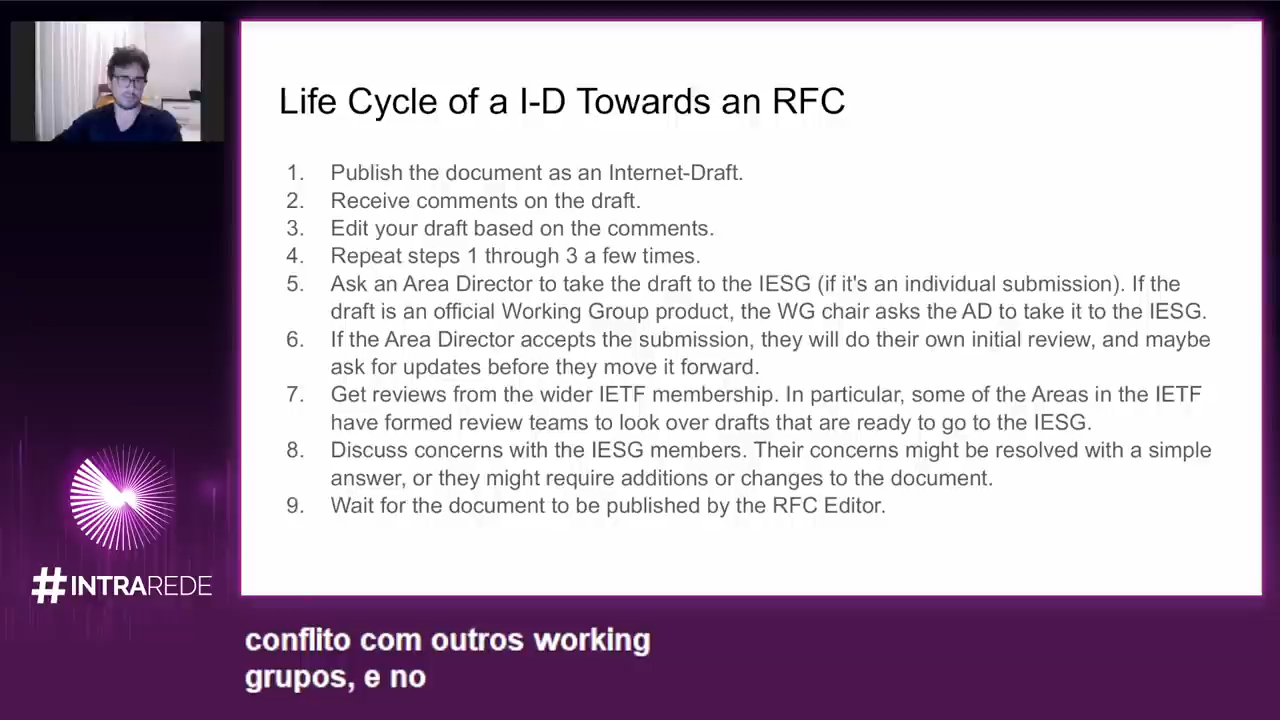 Life Cycle of a I-D Towards an RFC
1. Publish the document as an Internet-Draft.
2. Receive comments on the draft.
3. Edit your draft based on the comments.
4. Repeat steps 1 through 3 a few times.
5. Ask an Area Director to take the draft to the IESG (if it's an individual submission). If the
draft is an official Working Group product, the WG chair asks the AD to take it to the IESG.
6. If the Area Director accepts the submission, they will do their own initial review, and maybe
ask for updates before they move it forward.
7. Get reviews from the wider IETF membership. In particular, some of the Areas in the IETF
have formed review teams to look over drafts that are ready to go to the IESG.
8. Discuss concerns with the IESG members. Their concerns might be resolved with a simple
answer, or they might require additions or changes to the document.
9. Wait for the document to be published by the RFC Editor.
#INTRAREDE
conflito com outros working
grupos, e no